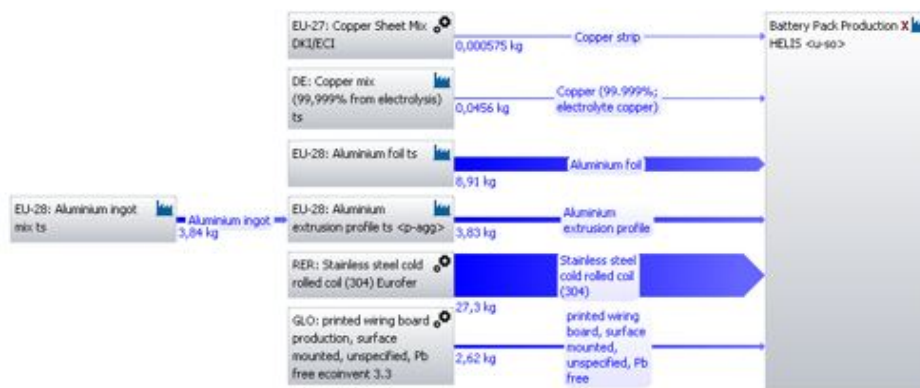 EU-27: Copper Sheet Mix
DKI/ECI
0,000575 kg
Copper strip
Battery Pack Production X
HELIS <u-so>
DE: Copper mix
(99,999% from electrolysis)
ts
0,0456 kg
Copper (99.999%;
electrolyte copper)
EU-28: Aluminium foil ts
8,91 kg
Aluminium foil
EU-28: Aluminium ingot
mix ts
Aluminium ingot
3,84 kg
EU-28: Aluminium
extrusion profile ts <p-agg>
3,83 kg
Aluminium
extrusion profile
RER: Stainless steel cold
rolled coil (304) Eurofer
27,3 kg
Stainless steel
cold rolled coil
(304)
GLO: printed wiring board
production, surface
mounted, unspecified, Pb
free ecoinvent 3.3
2,62 kg
printed wiring
board, surface
mounted,
unspecified, Pb
free